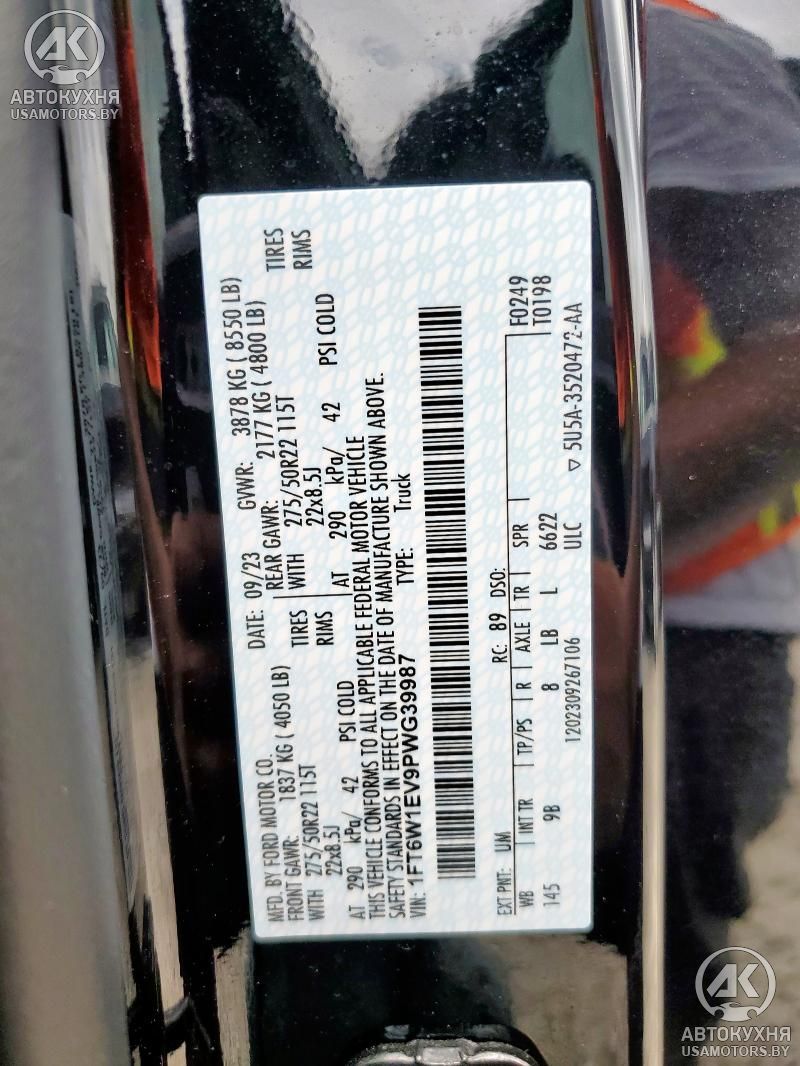 AK
АВТОКУХНЯ
USAMOTORS.BY
MFD. BY FORD MOTOR CO. DATE: 09/23 GVWR: 3878 KG ( 8550 LB)
FRONT GAWR: 1837 KG ( 4050 LB) REAR GAWR: 2177 KG ( 4800 LB)
WITH 275/50R22 115T TIRES WITH 275/50R22 115T TIRES
22x8.5J RIMS 22x8.5J RIMS
AT 290 kPa/ 42 PSI COLD AT 290 kPa/ 42 PSI COLD
THIS VEHICLE CONFORMS TO ALL APPLICABLE FEDERAL MOTOR VEHICLE
SAFETY STANDARDS IN EFFECT ON THE DATE OF MANUFACTURE SHOWN ABOVE.
VIN: 1FT6W1EV9PWG39987 TYPE: Truck
EXT PNT: UM RC: 89 DSO: F0249
WB INT TR TP/PS R AXLE TR SPR T0198
145 9B 8 LB L 6622
1202309267106 ULC ▽ 5U5A-3520472-AA
AK
АВТОКУХНЯ
USAMOTORS.BY